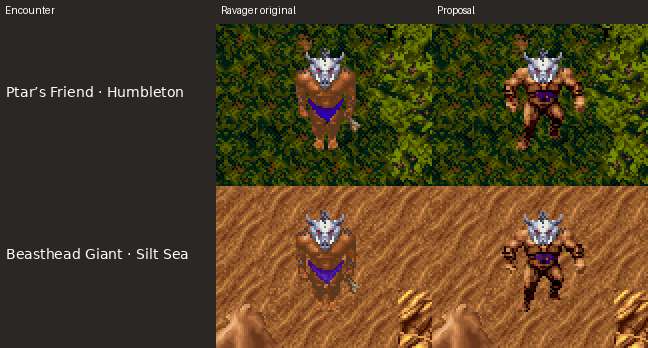 Encounter
Ravager original
Proposal
Ptar’s Friend · Humbleton
Beasthead Giant · Silt Sea